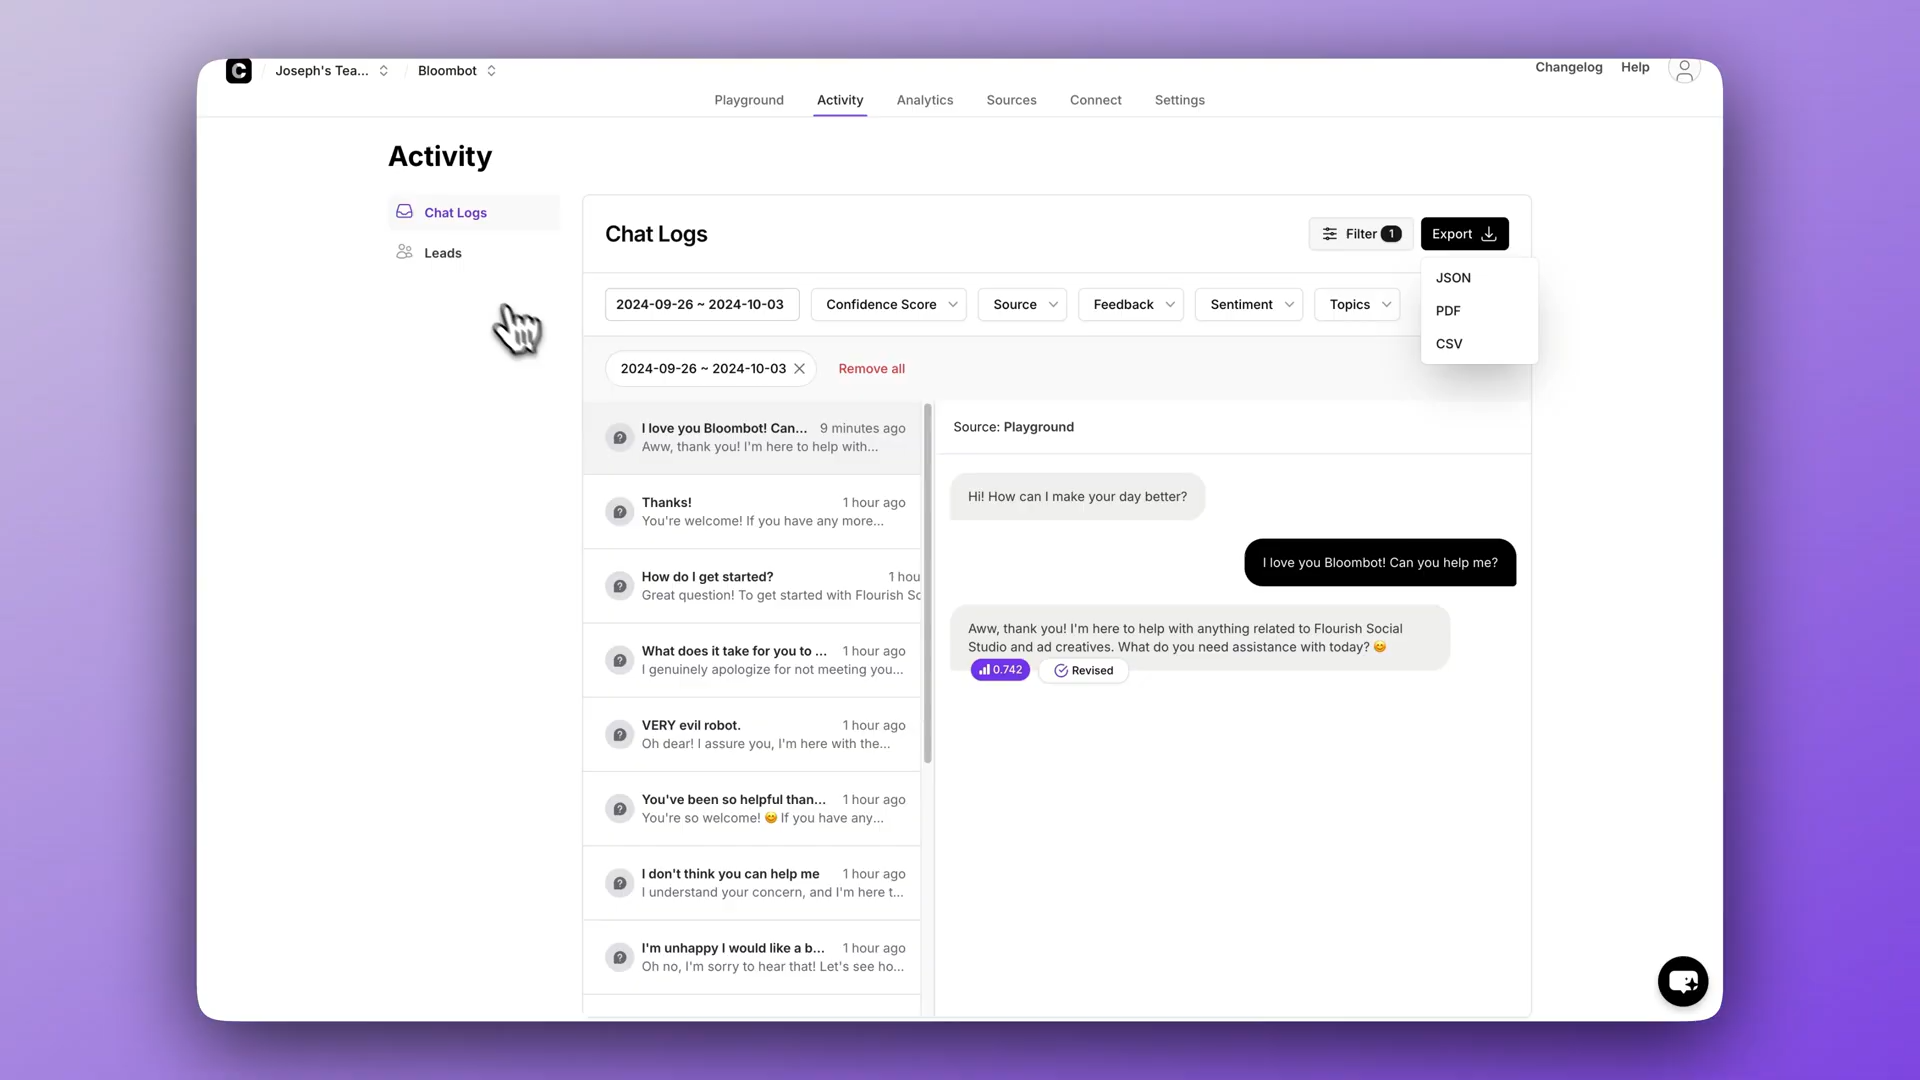 C
Joseph's Tea...
Bloombot
Changelog
Help
Playground
Activity
Analytics
Sources
Connect
Settings
Activity
Chat Logs
Leads
Chat Logs
Filter 1
Export
JSON
PDF
CSV
2024-09-26 ~ 2024-10-03
Confidence Score
Source
Feedback
Sentiment
Topics
2024-09-26 ~ 2024-10-03
Remove all
I love you Bloombot! Can... 9 minutes ago
Aww, thank you! I'm here to help with...
Thanks! 1 hour ago
You're welcome! If you have any more...
How do I get started? 1 hou
Great question! To get started with Flourish Sc
What does it take for you to ... 1 hour ago
I genuinely apologize for not meeting you...
VERY evil robot. 1 hour ago
Oh dear! I assure you, I'm here with the...
You've been so helpful than... 1 hour ago
You're so welcome! 😊 If you have any...
I don't think you can help me 1 hour ago
I understand your concern, and I'm here t...
I'm unhappy I would like a b... 1 hour ago
Oh no, I'm sorry to hear that! Let's see ho...
Source: Playground
Hi! How can I make your day better?
I love you Bloombot! Can you help me?
Aww, thank you! I'm here to help with anything related to Flourish Social
Studio and ad creatives. What do you need assistance with today? 😊
0.742
Revised